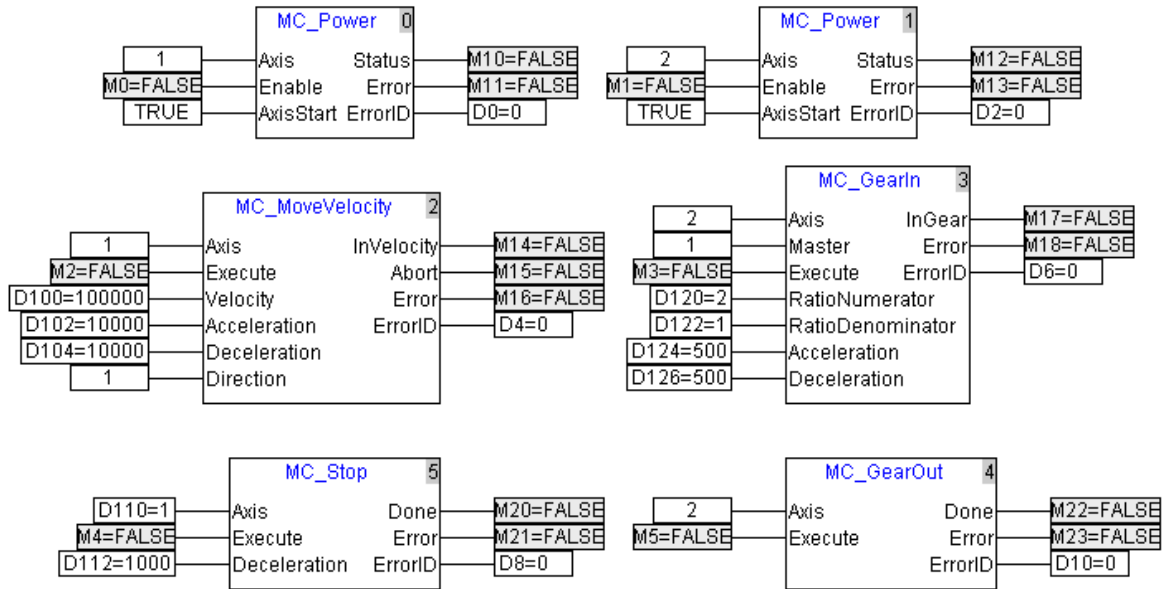 MC_Power 0
1 Axis Status M10=FALSE
M0=FALSE Enable Error M11=FALSE
TRUE AxisStart ErrorID D0=0
MC_Power 1
2 Axis Status M12=FALSE
M1=FALSE Enable Error M13=FALSE
TRUE AxisStart ErrorID D2=0
MC_MoveVelocity 2
1 Axis InVelocity M14=FALSE
M2=FALSE Execute Abort M15=FALSE
D100=100000 Velocity Error M16=FALSE
D102=10000 Acceleration ErrorID D4=0
D104=10000 Deceleration
1 Direction
MC_GearIn 3
2 Axis InGear M17=FALSE
1 Master Error M18=FALSE
M3=FALSE Execute ErrorID D6=0
D120=2 RatioNumerator
D122=1 RatioDenominator
D124=500 Acceleration
D126=500 Deceleration
MC_Stop 5
D110=1 Axis Done M20=FALSE
M4=FALSE Execute Error M21=FALSE
D112=1000 Deceleration ErrorID D8=0
MC_GearOut 4
2 Axis Done M22=FALSE
M5=FALSE Execute Error M23=FALSE
ErrorID D10=0